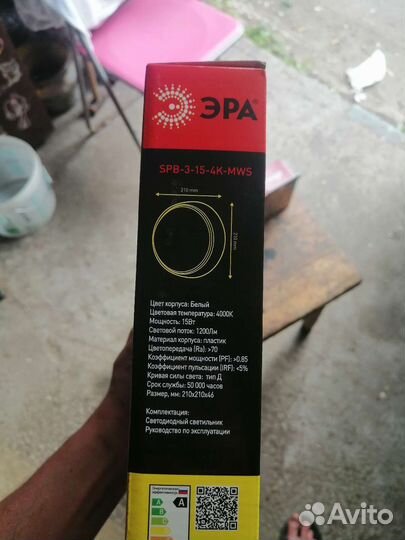 ЭРА®
SPB-3-15-4K-MWS
210 mm
210 mm
Цвет корпуса: Белый
Цветовая температура: 4000К
Мощность: 15Вт
Световой поток: 1200Лм
Материал корпуса: пластик
Цветопередача (Ra): >70
Коэффициент мощности (PF): >0.85
Коэффициент пульсации (IRF): <5%
Кривая силы света: тип Д
Срок службы: 50 000 часов
Размер, мм: 210x210x46
Комплектация:
Светодиодный светильник
Руководство по эксплуатации
Энергетическая
эффективность
A
A
B
C
Avito